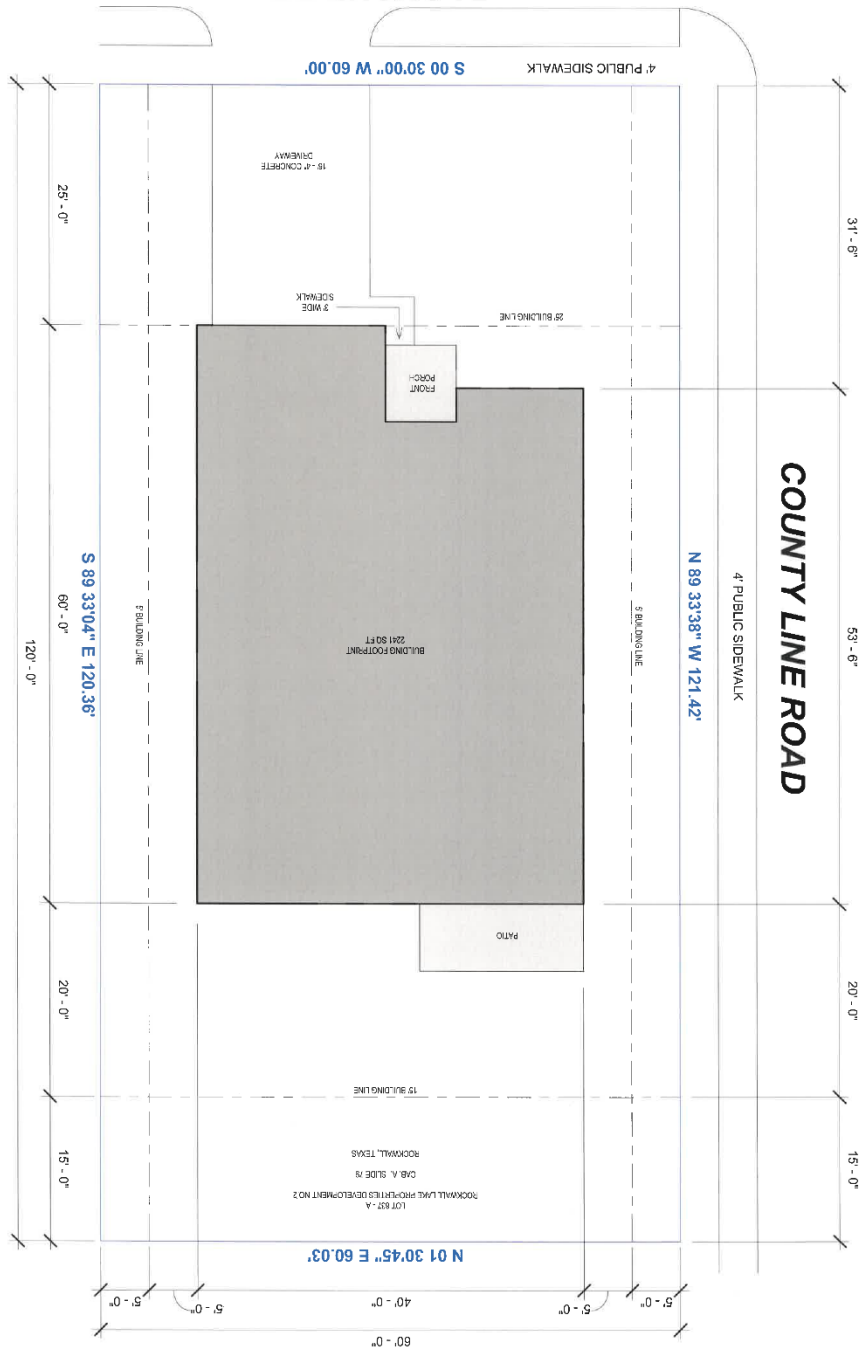 4' PUBLIC SIDEWALK
S 00 30'00" W 60.00'
16' - 4" CONCRETE
DRIVEWAY
3' WIDE
SIDEWALK
25' BUILDING LINE
FRONT
PORCH
COUNTY LINE ROAD
4' PUBLIC SIDEWALK
N 89 33'38" W 121.42'
5' BUILDING LINE
BUILDING FOOTPRINT
2241 SQ FT
5' BUILDING LINE
S 89 33'04" E 120.36'
PATIO
15' BUILDING LINE
LOT 637 - A
ROCKWALL LAKE PROPERTIES DEVELOPMENT NO 2
CAB. A, SLIDE 79
ROCKWALL, TEXAS
N 01 30'45" E 60.03'
31' - 6"
53' - 6"
20' - 0"
15' - 0"
25' - 0"
60' - 0"
20' - 0"
15' - 0"
120' - 0"
5' - 0"
5' - 0"
40' - 0"
5' - 0"
5' - 0"
60' - 0"